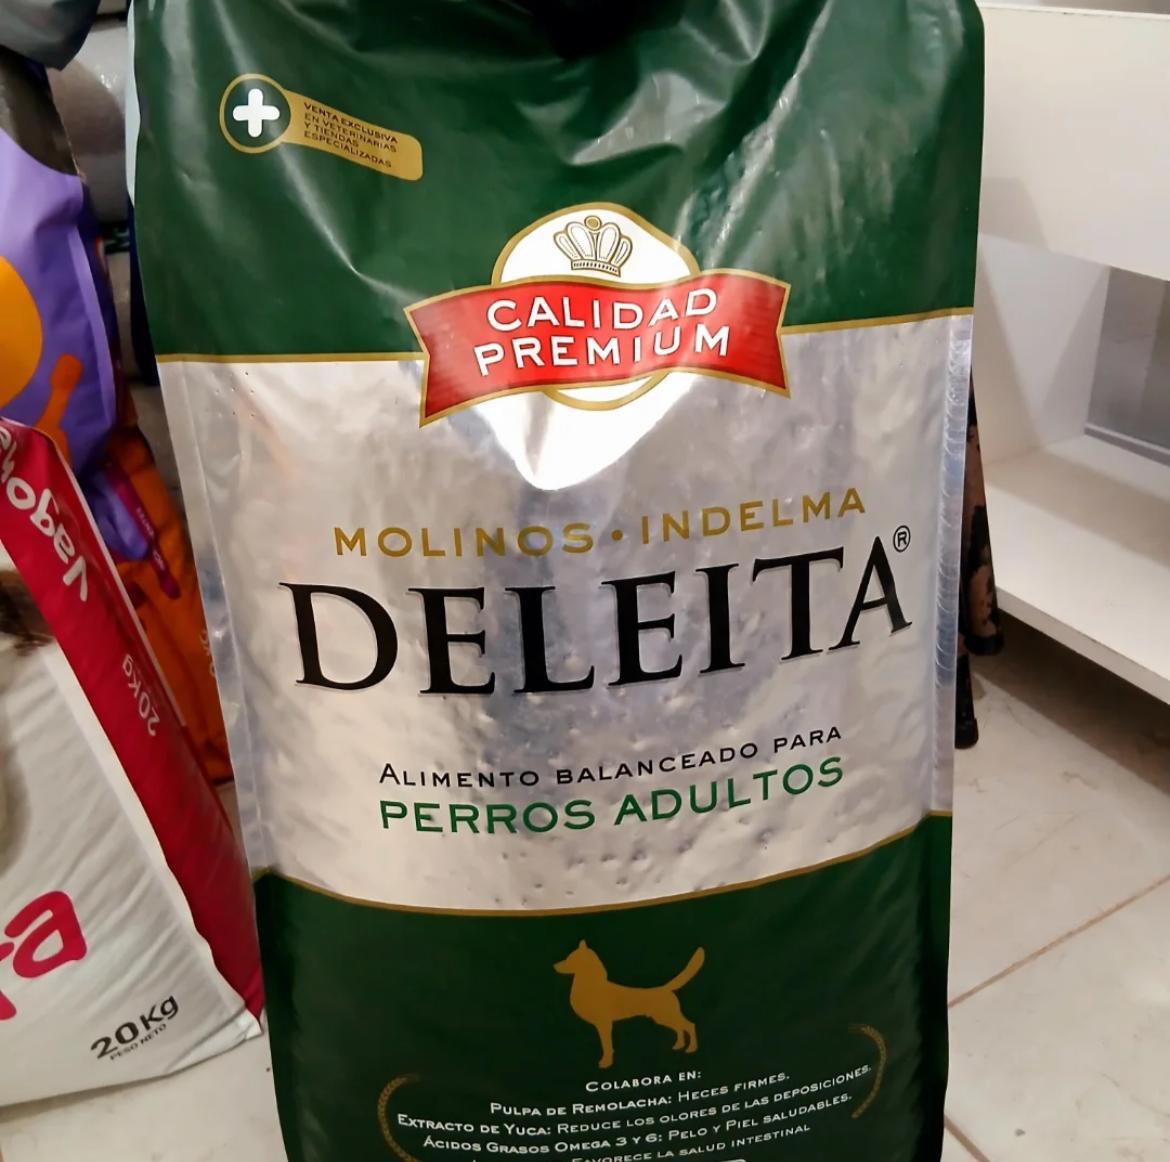 VENTA EXCLUSIVA
EN VETERINARIAS
Y TIENDAS
ESPECIALIZADAS
CALIDAD
PREMIUM
MOLINOS · INDELMA
DELEITA®
ALIMENTO BALANCEADO PARA
PERROS ADULTOS
COLABORA EN:
PULPA DE REMOLACHA: HECES FIRMES.
EXTRACTO DE YUCA: REDUCE LOS OLORES DE LAS DEPOSICIONES.
ÁCIDOS GRASOS OMEGA 3 Y 6: PELO Y PIEL SALUDABLES.
FAVORECE LA SALUD INTESTINAL
20Kg
20Kg
PESO NETO